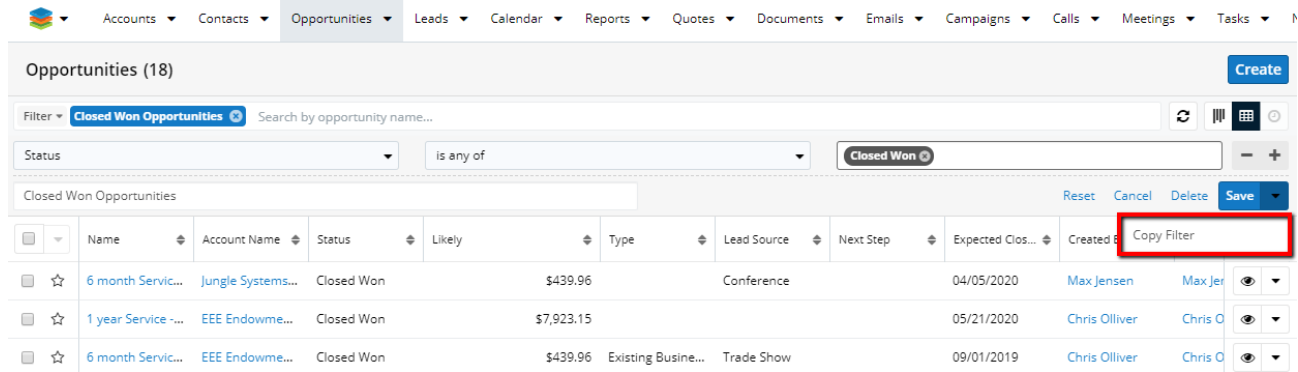 Accounts Contacts Opportunities Leads Calendar Reports Quotes Documents Emails Campaigns Calls Meetings Tasks
Opportunities (18) Create
Filter Closed Won Opportunities Search by opportunity name...
Status is any of Closed Won
Closed Won Opportunities Reset Cancel Delete Save
Copy Filter
Name Account Name Status Likely Type Lead Source Next Step Expected Clos... Created
6 month Servic... Jungle Systems... Closed Won $439.96 Conference 04/05/2020 Max Jensen Max Jer
1 year Service -... EEE Endowme... Closed Won $7,923.15 05/21/2020 Chris Olliver Chris O
6 month Servic... EEE Endowme... Closed Won $439.96 Existing Busine... Trade Show 09/01/2019 Chris Olliver Chris O